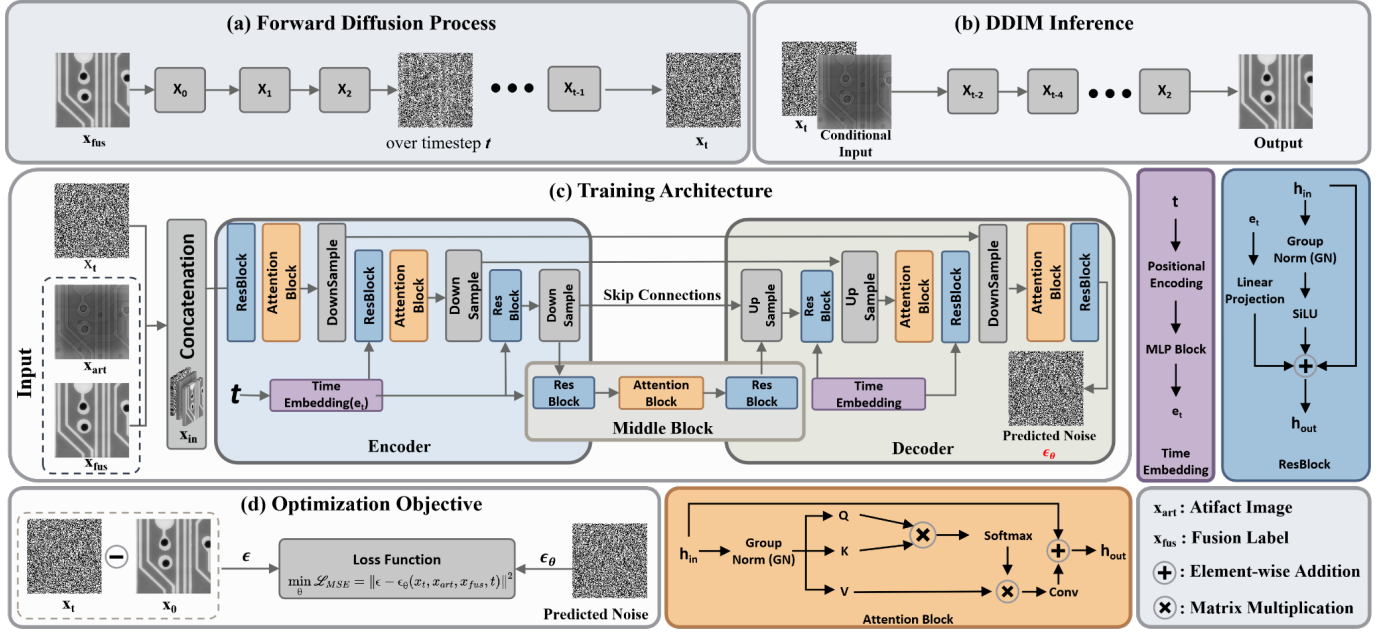 (a) Forward Diffusion Process
X0
X1
X2
Xt-1
xfus
over timestep t
xt
(b) DDIM Inference
xt
Conditional
Input
Xt-2
Xt-4
X2
Output
(c) Training Architecture
Input
xt
xart
xfus
Concatenation
xin
ResBlock
Attention
Block
DownSample
ResBlock
Attention
Block
Down
Sample
Res
Block
Down
Sample
t
Time
Embedding(et)
Encoder
Skip Connections
Res
Block
Attention
Block
Res
Block
Middle Block
Up
Sample
Res
Block
Up
Sample
Attention
Block
ResBlock
DownSample
Attention
Block
ResBlock
Time
Embedding
Decoder
Predicted Noise
ϵθ
t
Positional
Encoding
MLP Block
et
Time
Embedding
hin
et
Group
Norm (GN)
Linear
Projection
SiLU
hout
ResBlock
(d) Optimization Objective
xt
x0
ϵ
Loss Function
min θ ℒMSE = ‖ϵ − ϵθ(xt, xart, xfus, t)‖²
ϵθ
Predicted Noise
hin
Group
Norm (GN)
Q
K
V
Softmax
Conv
hout
Attention Block
xart : Atifact Image
xfus : Fusion Label
: Element-wise Addition
: Matrix Multiplication